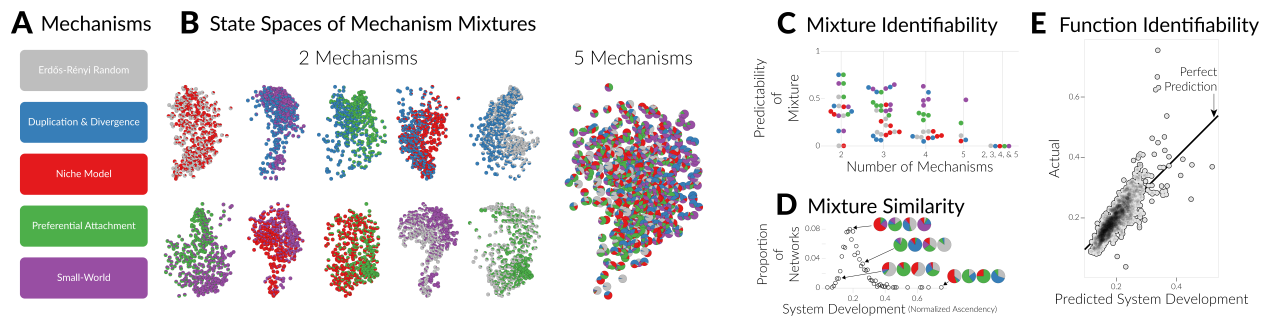 A Mechanisms
Erdős-Rényi Random
Duplication & Divergence
Niche Model
Preferential Attachment
Small-World
B State Spaces of Mechanism Mixtures
2 Mechanisms
5 Mechanisms
C Mixture Identifiability
Predictability
of
Mixture
1
0.5
0
2
3
4
5
2, 3, 4, & 5
Number of Mechanisms
D Mixture Similarity
Proportion
of
Networks
0.08
0.04
0
0.2
0.4
0.6
System Development (Normalized Ascendency)
E Function Identifiability
Perfect
Prediction
Actual
0.6
0.4
0.2
0.2
0.4
Predicted System Development